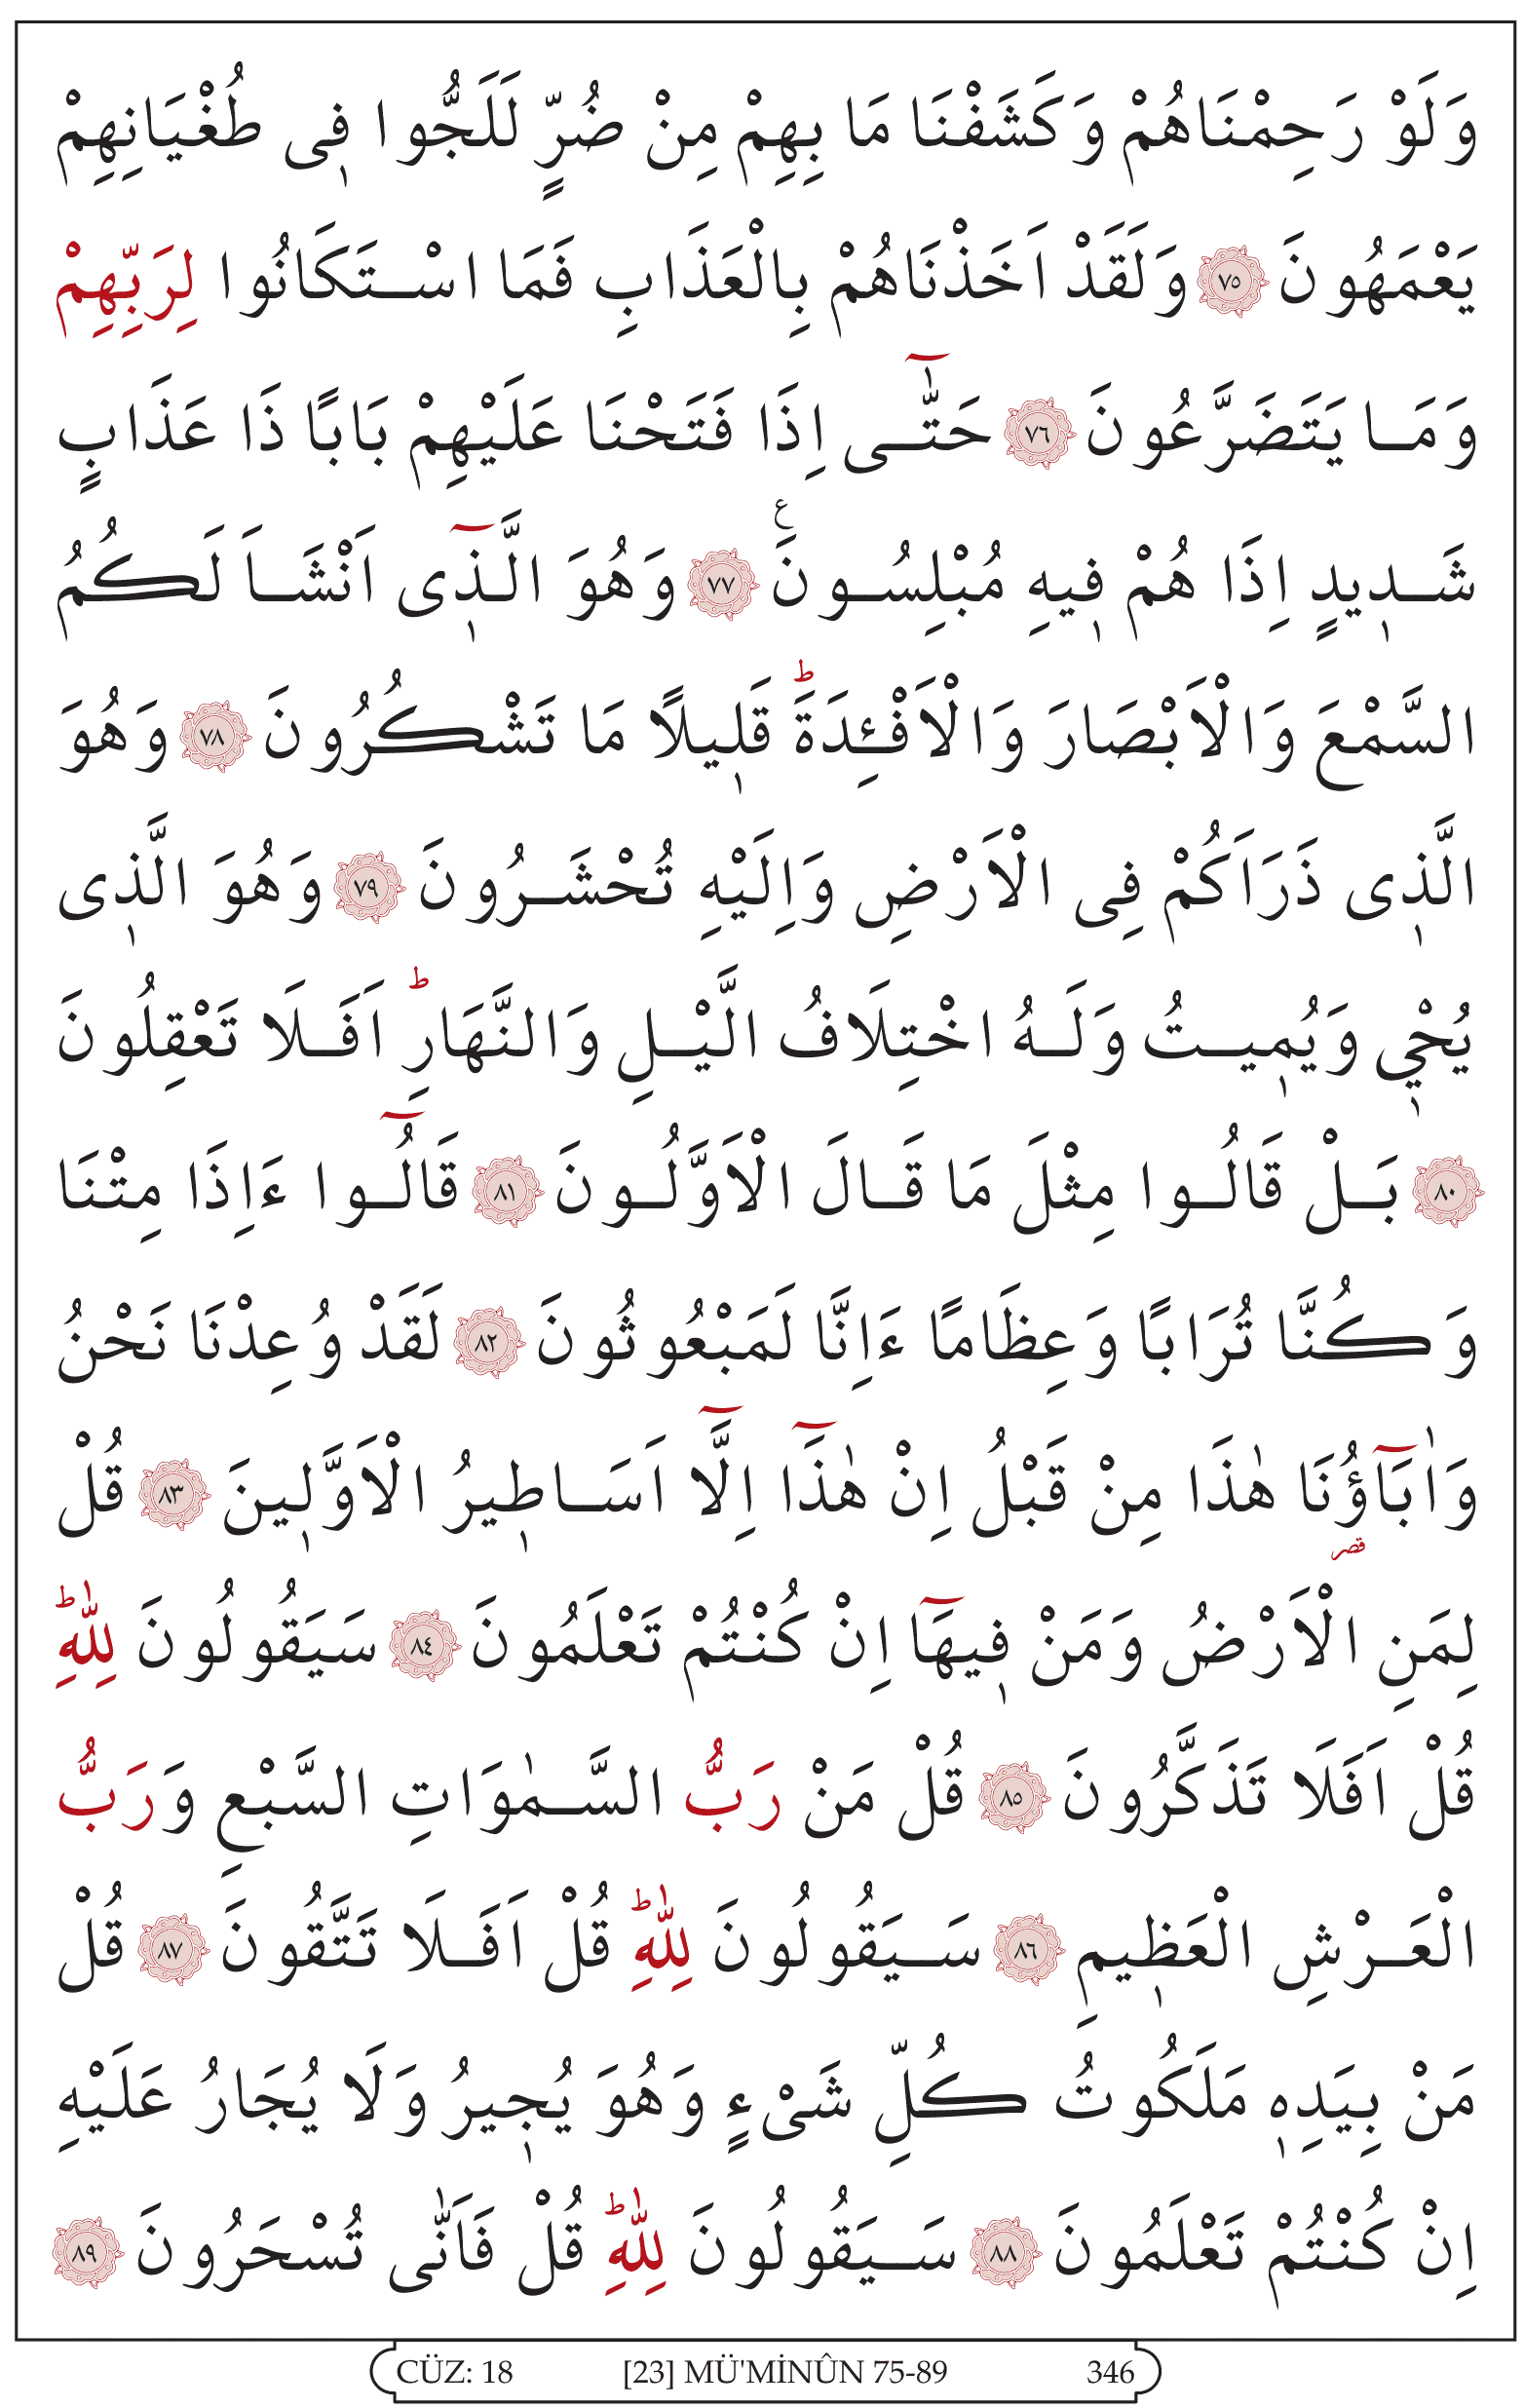 وَلَوْ رَحِمْنَاهُمْ وَكَشَفْنَا مَا بِهِمْ مِنْ ضُرٍّ لَلَجُّوا فٖى طُغْيَانِهِمْ
يَعْمَهُونَ ﴿٧٥﴾ وَلَقَدْ اَخَذْنَاهُمْ بِالْعَذَابِ فَمَا اسْتَكَانُوا لِرَبِّهِمْ
وَمَا يَتَضَرَّعُونَ ﴿٧٦﴾ حَتّٰٓى اِذَا فَتَحْنَا عَلَيْهِمْ بَابًا ذَا عَذَابٍ
شَدٖيدٍ اِذَا هُمْ فٖيهِ مُبْلِسُونَ ع ﴿٧٧﴾ وَهُوَ الَّذٖٓى اَنْشَاَ لَكُمُ
السَّمْعَ وَالْاَبْصَارَ وَالْاَفْـِٔدَةَ ط قَلٖيلًا مَا تَشْكُرُونَ ﴿٧٨﴾ وَهُوَ
الَّذٖى ذَرَاَكُمْ فِى الْاَرْضِ وَاِلَيْهِ تُحْشَرُونَ ﴿٧٩﴾ وَهُوَ الَّذٖى
يُحْيٖ وَيُمٖيتُ وَلَهُ اخْتِلَافُ الَّيْلِ وَالنَّهَارِ ط اَفَلَا تَعْقِلُونَ
﴿٨٠﴾ بَلْ قَالُوا مِثْلَ مَا قَالَ الْاَوَّلُونَ ﴿٨١﴾ قَالُٓوا ءَاِذَا مِتْنَا
وَكُنَّا تُرَابًا وَعِظَامًا ءَاِنَّا لَمَبْعُوثُونَ ﴿٨٢﴾ لَقَدْ وُعِدْنَا نَحْنُ
وَاٰبَٓاؤُ۬نَا هٰذَا مِنْ قَبْلُ اِنْ هٰذَٓا اِلَّٓا اَسَاطٖيرُ الْاَوَّلٖينَ ﴿٨٣﴾ قُلْ
قصر
لِمَنِ الْاَرْضُ وَمَنْ فٖيهَٓا اِنْ كُنْتُمْ تَعْلَمُونَ ﴿٨٤﴾ سَيَقُولُونَ لِلّٰهِ ط
قُلْ اَفَلَا تَذَكَّرُونَ ﴿٨٥﴾ قُلْ مَنْ رَبُّ السَّمٰوَاتِ السَّبْعِ وَرَبُّ
الْعَرْشِ الْعَظٖيمِ ﴿٨٦﴾ سَيَقُولُونَ لِلّٰهِ ط قُلْ اَفَلَا تَتَّقُونَ ﴿٨٧﴾ قُلْ
مَنْ بِيَدِهٖ مَلَكُوتُ كُلِّ شَىْءٍ وَهُوَ يُجٖيرُ وَلَا يُجَارُ عَلَيْهِ
اِنْ كُنْتُمْ تَعْلَمُونَ ﴿٨٨﴾ سَيَقُولُونَ لِلّٰهِ ط قُلْ فَاَنّٰى تُسْحَرُونَ ﴿٨٩﴾
CÜZ: 18 [23] MÜ'MİNÛN 75-89 346